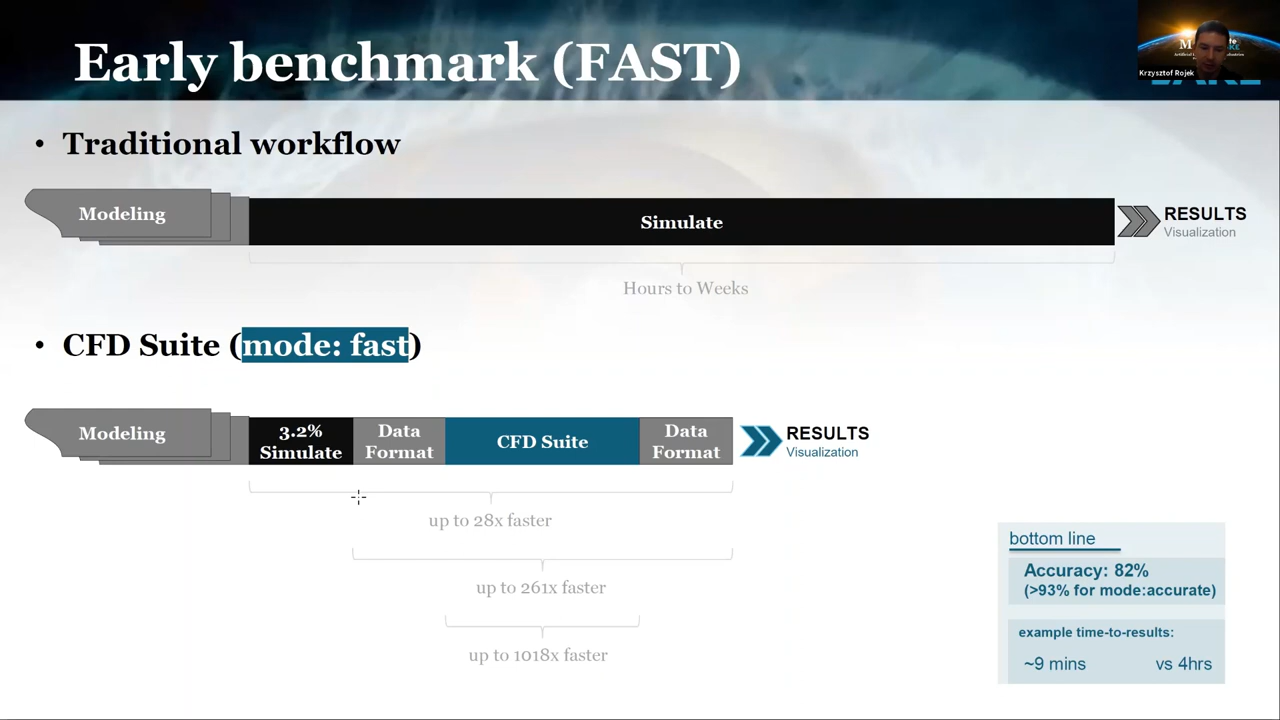 Early benchmark (FAST)
Krzysztof Rojek
• Traditional workflow
Modeling
Simulate
RESULTS
Visualization
Hours to Weeks
• CFD Suite (mode: fast)
Modeling
3.2%
Simulate
Data
Format
CFD Suite
Data
Format
RESULTS
Visualization
up to 28x faster
up to 261x faster
up to 1018x faster
bottom line
Accuracy: 82%
(>93% for mode:accurate)
example time-to-results:
~9 mins vs 4hrs